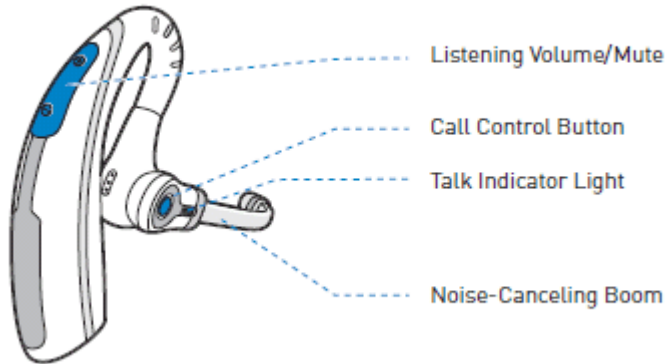 Listening Volume/Mute
Call Control Button
Talk Indicator Light
Noise-Canceling Boom